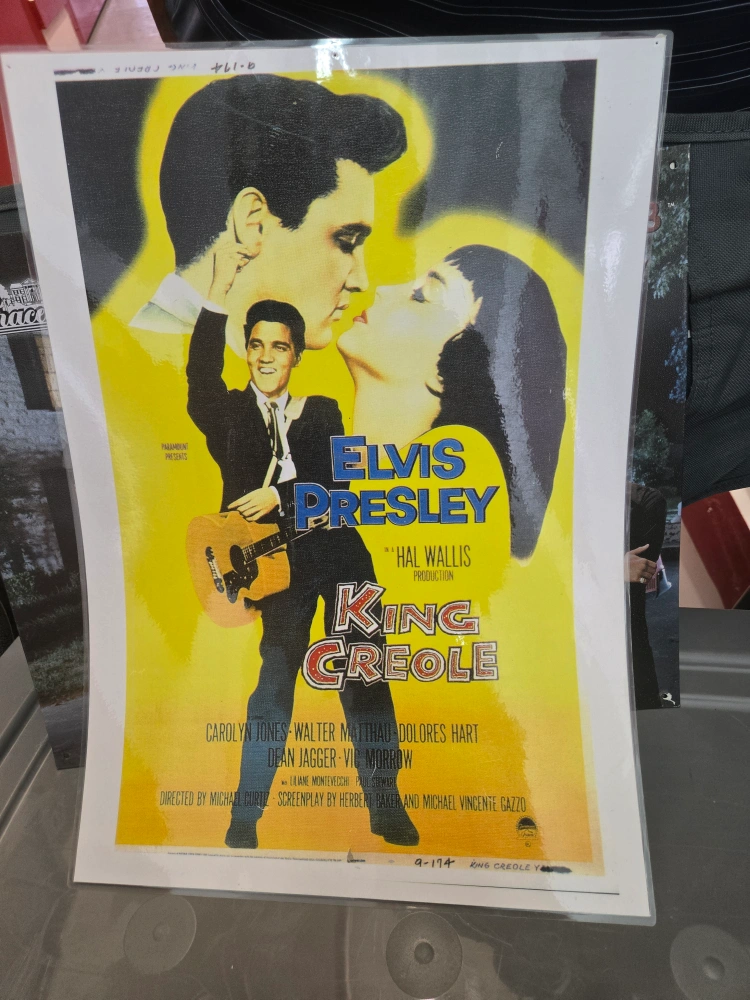 9-174
PARAMOUNT
PRESENTS
ELVIS
PRESLEY
IN A
HAL WALLIS
PRODUCTION
KING
CREOLE
CAROLYN JONES · WALTER MATTHAU · DOLORES HART
DEAN JAGGER · VIC MORROW
LILIANE MONTEVECCHI · PAUL STEWART
DIRECTED BY MICHAEL CURTIZ · SCREENPLAY BY HERBERT BAKER AND MICHAEL VINCENTE GAZZO
9-174 KING CREOLE